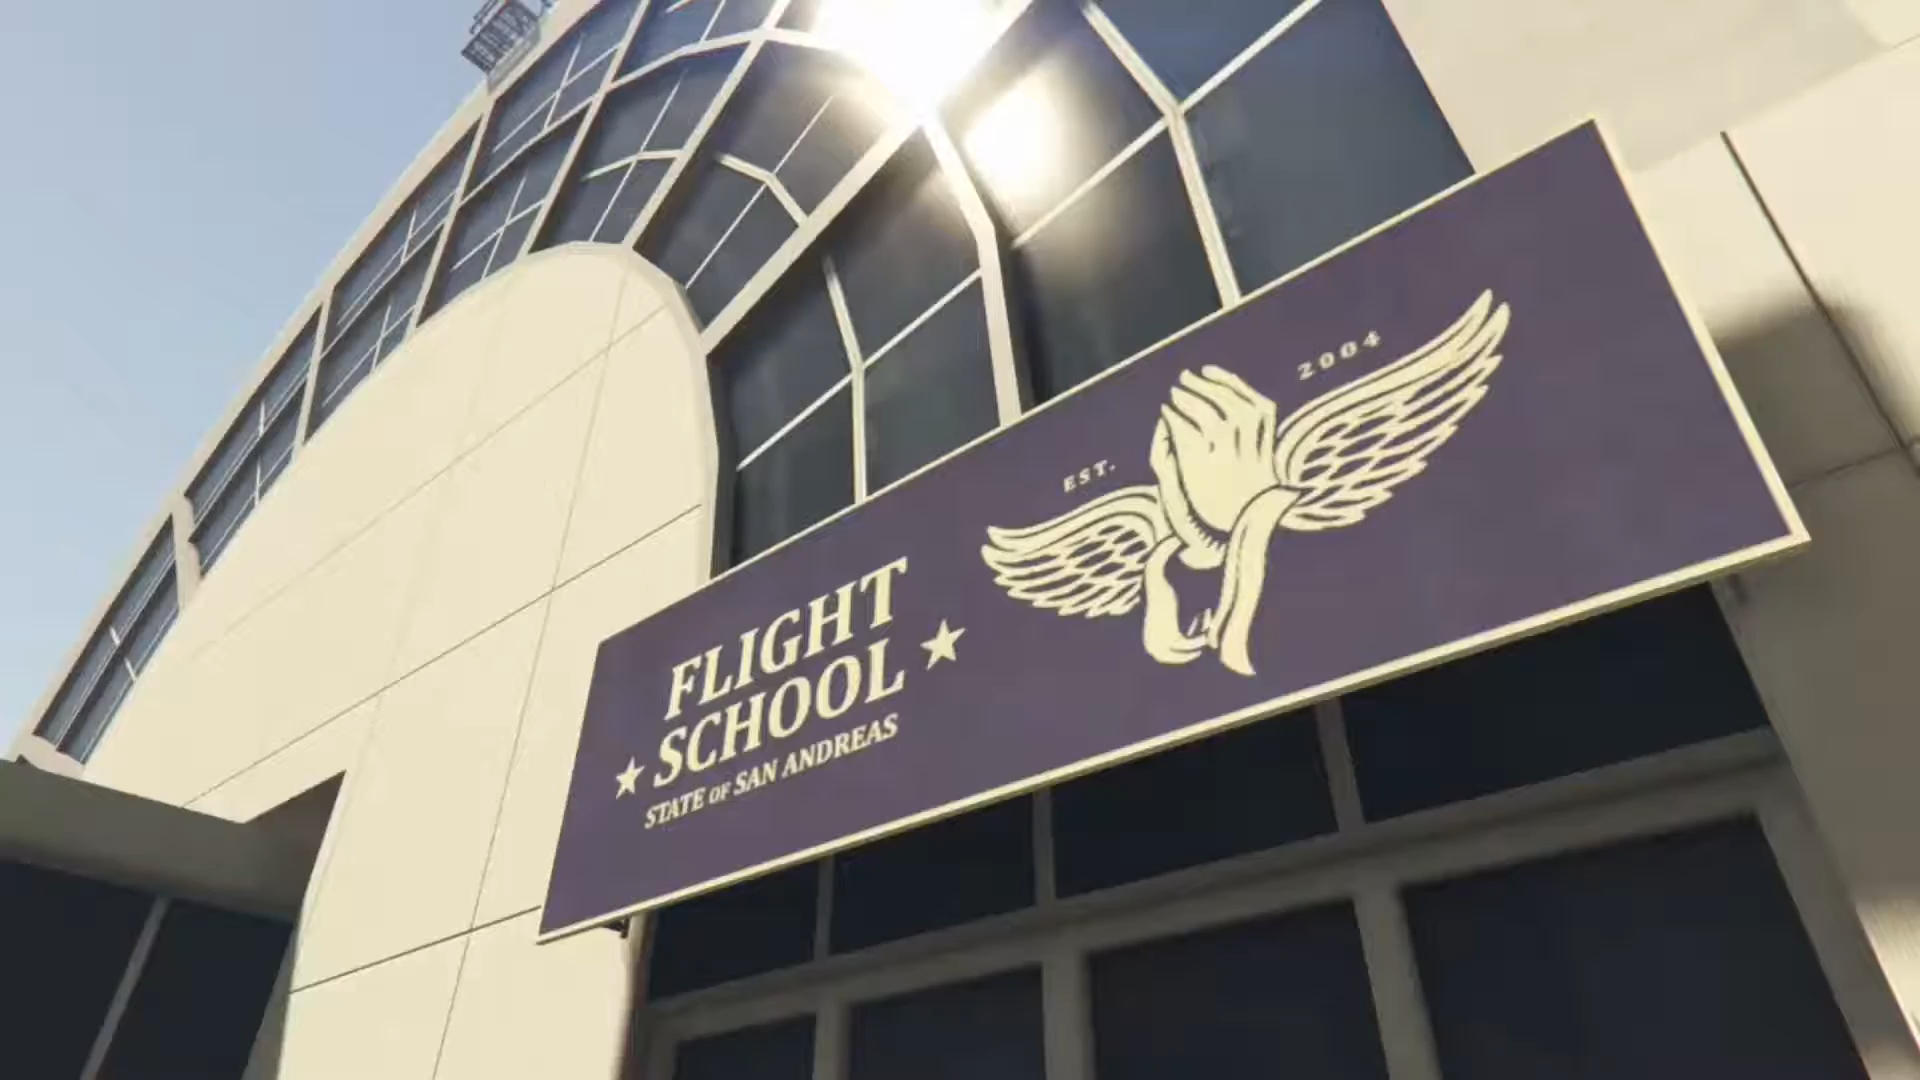 FLIGHT
SCHOOL
STATE OF SAN ANDREAS
EST.
2004